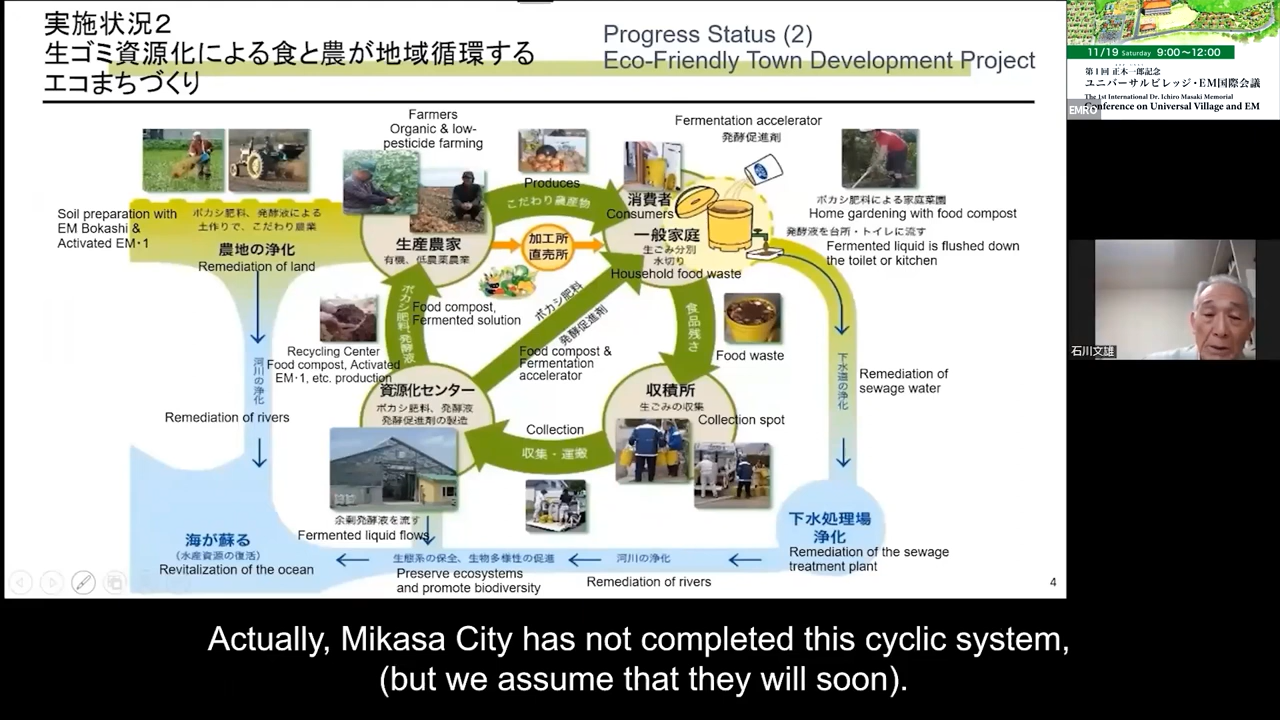 実施状況２
生ゴミ資源化による食と農が地域循環する
エコまちづくり
Progress Status (2)
Eco-Friendly Town Development Project
11/19 Saturday 9:00～12:00
第1回 正木一郎記念
ユニバーサルビレッジ・EM国際会議
The 1st International Dr. Ichiro Masaki Memorial
Conference on Universal Village and EM
EMRO
Farmers
Organic & low-
pesticide farming
Fermentation accelerator
発酵促進剤
Produces
こだわり農産物
消費者
Consumers
一般家庭
生ごみ分別
水切り
Household food waste
ボカシ肥料による家庭菜園
Home gardening with food compost
発酵液を台所・トイレに流す
Fermented liquid is flushed down
the toilet or kitchen
Soil preparation with
EM Bokashi &
Activated EM･1
ボカシ肥料、発酵液による
土作りで、こだわり農業
農地の浄化
Remediation of land
生産農家
有機、低農薬農業
加工所
直売所
ボカシ肥料、発酵液
Food compost,
Fermented solution
ボカシ肥料
発酵促進剤
Food compost &
Fermentation
accelerator
食品残さ
Food waste
Recycling Center
Food compost, Activated
EM･1, etc. production
河川の浄化
Remediation of rivers
資源化センター
ボカシ肥料、発酵液
発酵促進剤の製造
収積所
生ごみの収集
Collection spot
下水道の浄化
Remediation of
sewage water
Collection
収集・運搬
余剰発酵液を流す
Fermented liquid flows
海が蘇る
(水産資源の復活)
Revitalization of the ocean
生態系の保全、生物多様性の促進
Preserve ecosystems
and promote biodiversity
河川の浄化
Remediation of rivers
下水処理場
浄化
Remediation of the sewage
treatment plant
4
石川文雄
Actually, Mikasa City has not completed this cyclic system,
(but we assume that they will soon).